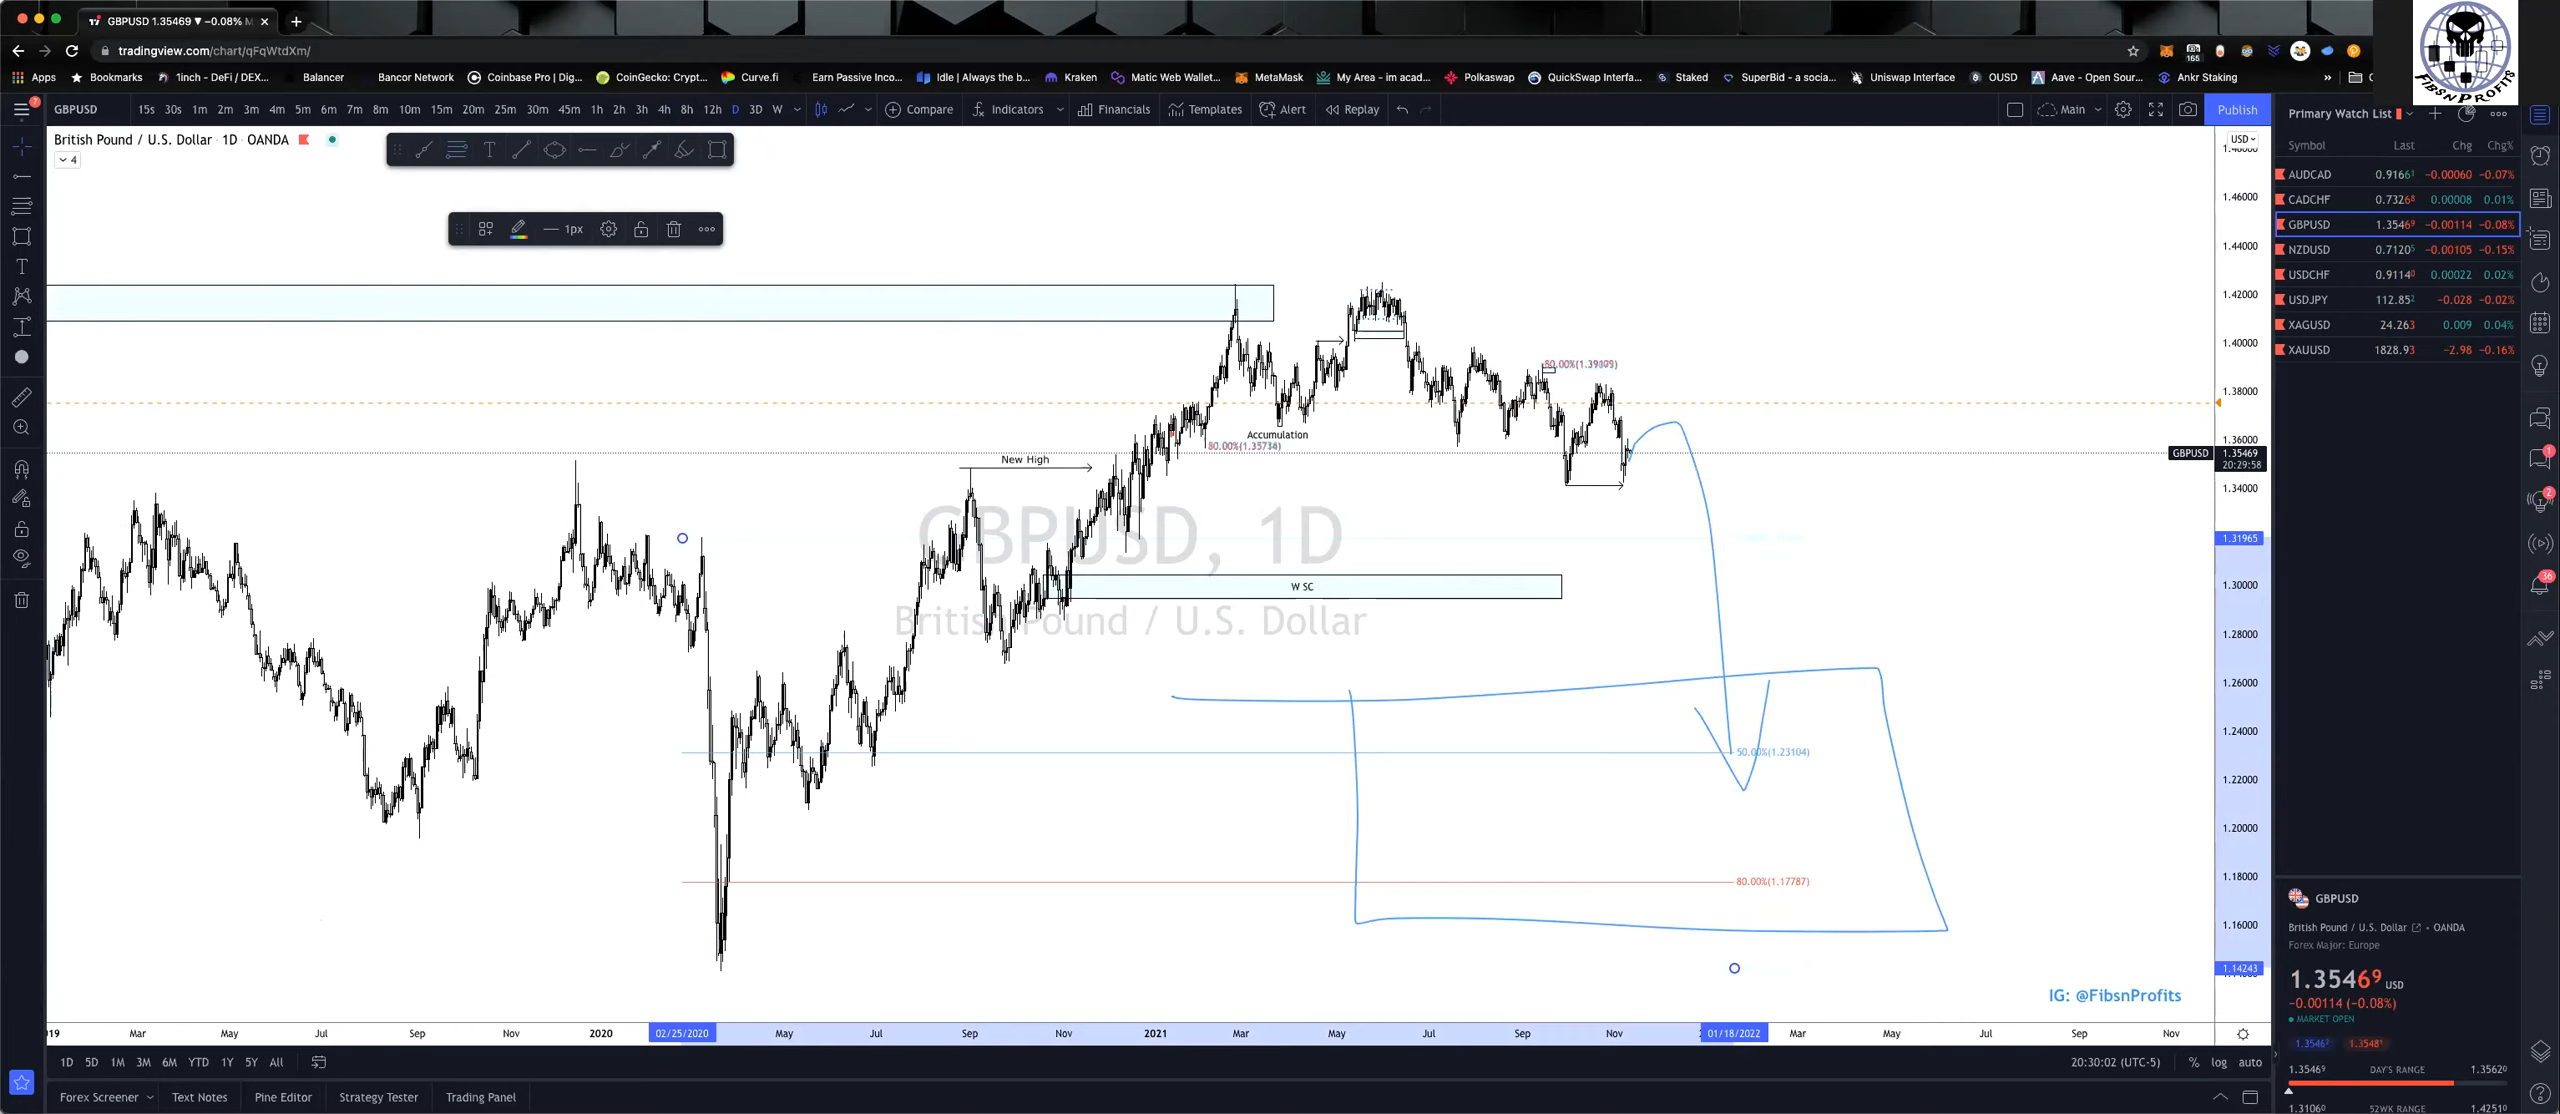 GBPUSD 1.35469 ▼ −0.08% M
tradingview.com/chart/qFqWtdXm/
Apps Bookmarks 1inch - DeFi / DEX... Balancer Bancor Network Coinbase Pro | Dig... CoinGecko: Crypt... Curve.fi Earn Passive Inco... Idle | Always the b... Kraken Matic Web Wallet... MetaMask My Area - im acad... Polkaswap QuickSwap Interfa... Staked SuperBid - a socia... Uniswap Interface OUSD Aave - Open Sour... Ankr Staking »
FIBSNPROFITS
GBPUSD 15s 30s 1m 2m 3m 4m 5m 6m 7m 8m 10m 15m 20m 25m 30m 45m 1h 2h 3h 4h 8h 12h D 3D W Compare Indicators Financials Templates Alert Replay Main Publish
British Pound / U.S. Dollar · 1D · OANDA
4
1px
USD
1.46000
1.44000
1.42000
1.40000
1.38000
1.36000
GBPUSD 1.35469
20:29:58
1.34000
1.31965
1.30000
1.28000
1.26000
1.24000
1.22000
1.20000
1.18000
1.16000
1.14243
Accumulation
New High
GBPUSD, 1D
British Pound / U.S. Dollar
W SC
50.00%(1.23104)
80.00%(1.17787)
IG: @FibsnProfits
Mar May Jul Sep Nov 2020 02/25/2020 May Jul Sep Nov 2021 Mar May Jul Sep Nov 01/18/2022 Mar May Jul Sep Nov
1D 5D 1M 3M 6M YTD 1Y 5Y All
20:30:02 (UTC-5) % log auto
Forex Screener Text Notes Pine Editor Strategy Tester Trading Panel
Primary Watch List
Symbol Last Chg Chg%
AUDCAD 0.91661 −0.00060 −0.07%
CADCHF 0.73268 0.00008 0.01%
GBPUSD 1.35469 −0.00114 −0.08%
NZDUSD 0.71205 −0.00105 −0.15%
USDCHF 0.91140 0.00022 0.02%
USDJPY 112.852 −0.028 −0.02%
XAGUSD 24.263 0.009 0.04%
XAUUSD 1828.93 −2.98 −0.16%
GBPUSD
British Pound / U.S. Dollar • OANDA
Forex Major: Europe
1.35469 USD
−0.00114 (−0.08%)
MARKET OPEN
1.35469 1.35481
1.35469 DAY'S RANGE 1.35620
1.31060 52WK RANGE 1.42510